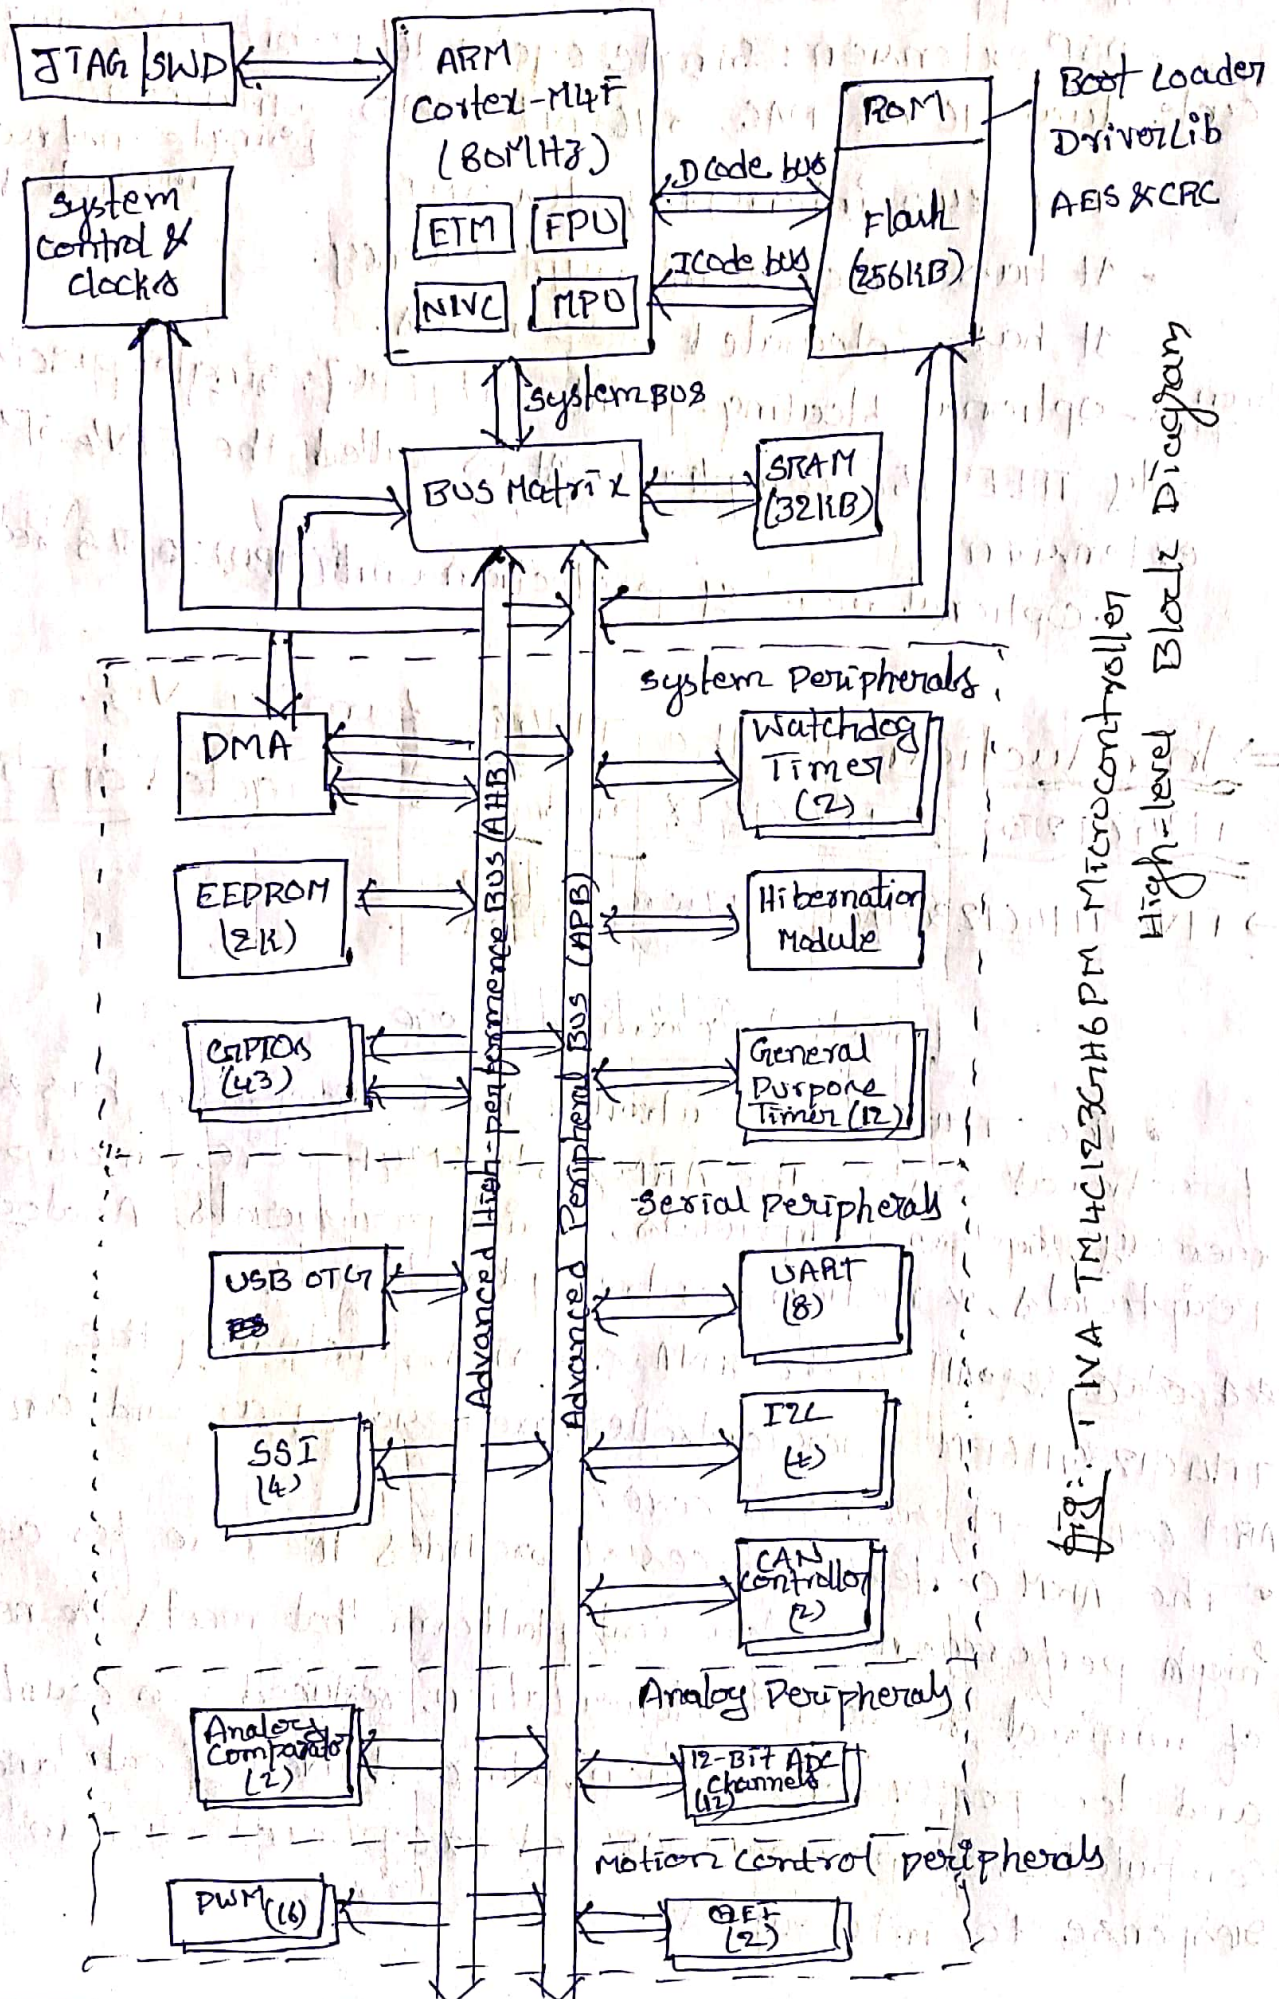 JTAG|SWD
ARM
Cortex-M4F
(80MHz)
ETM
FPU
NIVC
MPU
System
Control &
Clocks
DCode bus
ICode bus
ROM
Flash
(256KB)
Boot Loader
DriverLib
AES & CRC
System BUS
BUS Matrix
SRAM
(32KB)
System Peripherals
DMA
Watchdog
Timer
(2)
EEPROM
(2K)
Hibernation
Module
GPIOs
(43)
General
Purpose
Timer (12)
Advanced High-performence BUS (AHB)
Advanced Peripheral BUS (APB)
Serial Peripherals
USB OTG
UART
(8)
SSI
(4)
I2C
(4)
CAN
Controller
(2)
Analog Peripherals
Analog
Comparator
(2)
12-Bit ADC
Channels
(12)
Motion Control peripherals
PWM (16)
QEI
(2)
fig:- TIVA TM4C123GH6PM-Microcontroller
High-level Block Diagram